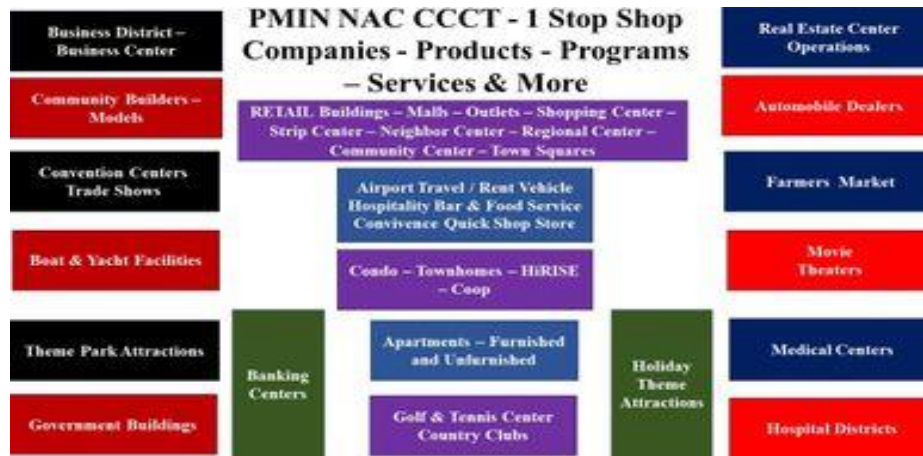 PMIN NAC CCCT - 1 Stop Shop
Companies - Products - Programs
– Services & More
Business District –
Business Center
Community Builders –
Models
Convention Centers
Trade Shows
Boat & Yacht Facilities
Theme Park Attractions
Government Buildings
RETAIL Buildings – Malls – Outlets – Shopping Center –
Strip Center – Neighbor Center – Regional Center –
Community Center – Town Squares
Airport Travel / Rent Vehicle
Hospitality Bar & Food Service
Convivence Quick Shop Store
Condo – Townhomes – HiRISE
– Coop
Banking
Centers
Apartments – Furnished
and Unfurnished
Golf & Tennis Center
Country Clubs
Holiday
Theme
Attractions
Real Estate Center
Operations
Automobile Dealers
Farmers Market
Movie
Theaters
Medical Centers
Hospital Districts